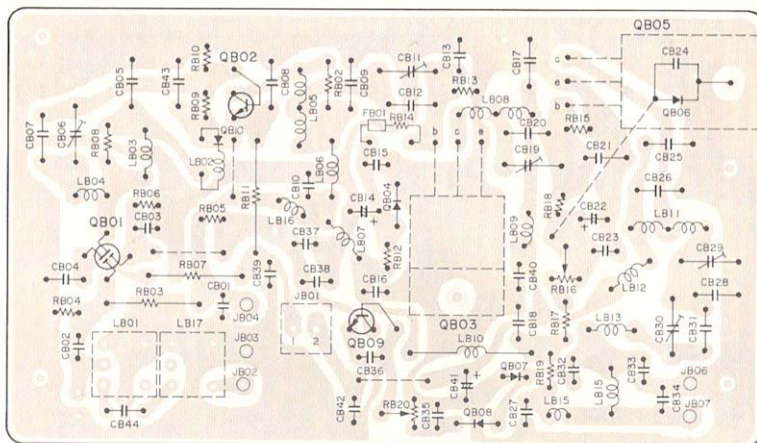 QB05
RB10
QB02
CB11
CB13
CB17
CB24
CB05
CB43
CB08
RB02
CB09
RB13
c
e
b
RB09
LB05
CB12
LB08
QB06
CB07
CB06
RB08
QB10
FB01
RB14
CB20
RB15
LB03
LB02
b
c
e
CB21
CB25
LB06
CB15
CB19
LB04
RB06
RB11
CB10
QB04
CB26
CB03
RB05
LB16
CB14
+
RB18
CB22
+
LB11
QB01
CB37
LB07
LB09
CB23
CB29
RB12
CB04
RB07
CB39
CB38
CB16
CB40
RB16
LB12
CB28
RB04
RB03
CB01
JB04
JB01
2
QB03
LB01
LB17
CB18
RB17
LB13
CB30
CB31
CB02
JB03
QB09
LB10
JB02
CB36
QB07
RB19
CB32
CB33
JB06
CB44
CB42
RB20
CB35
CB41
+
QB08
CB27
LB15
LB15
CB34
JB07